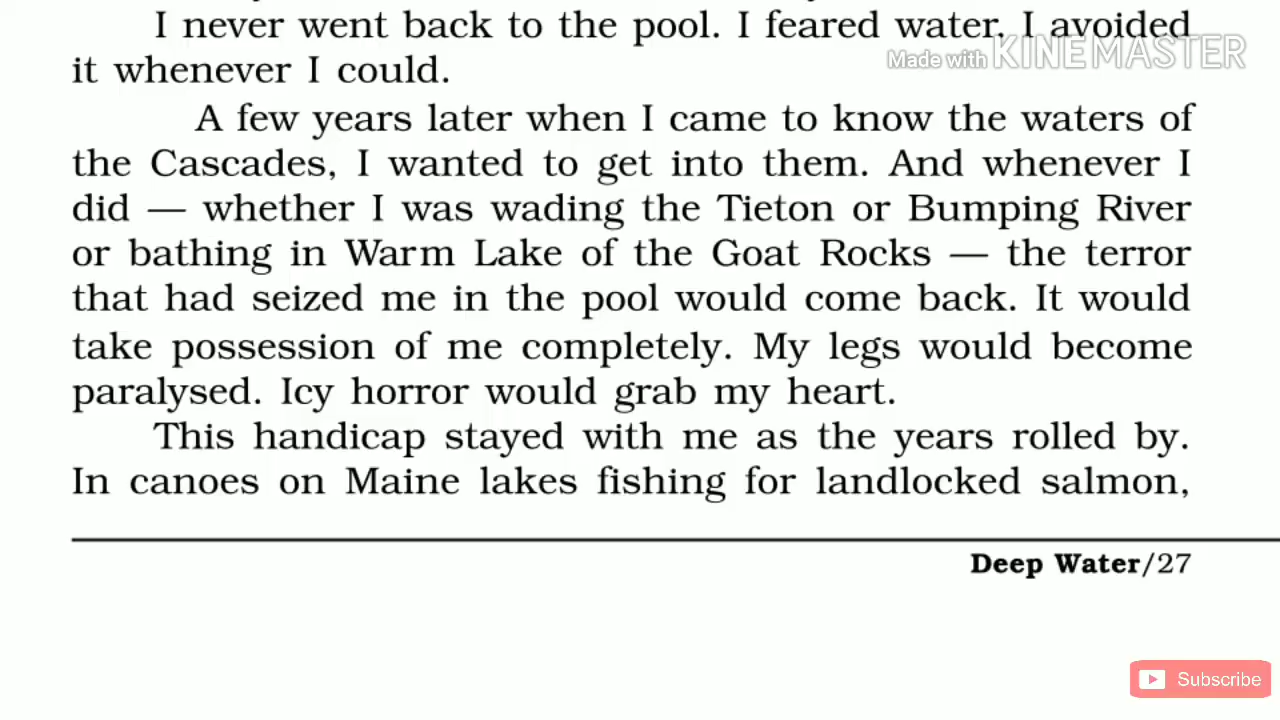 I never went back to the pool. I feared water. I avoided
Made with KINEMASTER
it whenever I could.
A few years later when I came to know the waters of
the Cascades, I wanted to get into them. And whenever I
did — whether I was wading the Tieton or Bumping River
or bathing in Warm Lake of the Goat Rocks — the terror
that had seized me in the pool would come back. It would
take possession of me completely. My legs would become
paralysed. Icy horror would grab my heart.
This handicap stayed with me as the years rolled by.
In canoes on Maine lakes fishing for landlocked salmon,
Deep Water/27
Subscribe